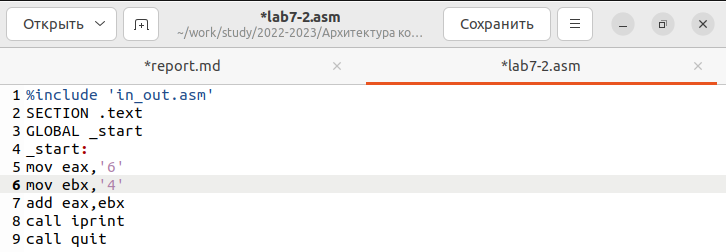 Открыть
*lab7-2.asm
~/work/study/2022-2023/Архитектура ко…
Сохранить
*report.md
*lab7-2.asm
1 %include 'in_out.asm'
2 SECTION .text
3 GLOBAL _start
4 _start:
5 mov eax,'6'
6 mov ebx,'4'
7 add eax,ebx
8 call iprint
9 call quit